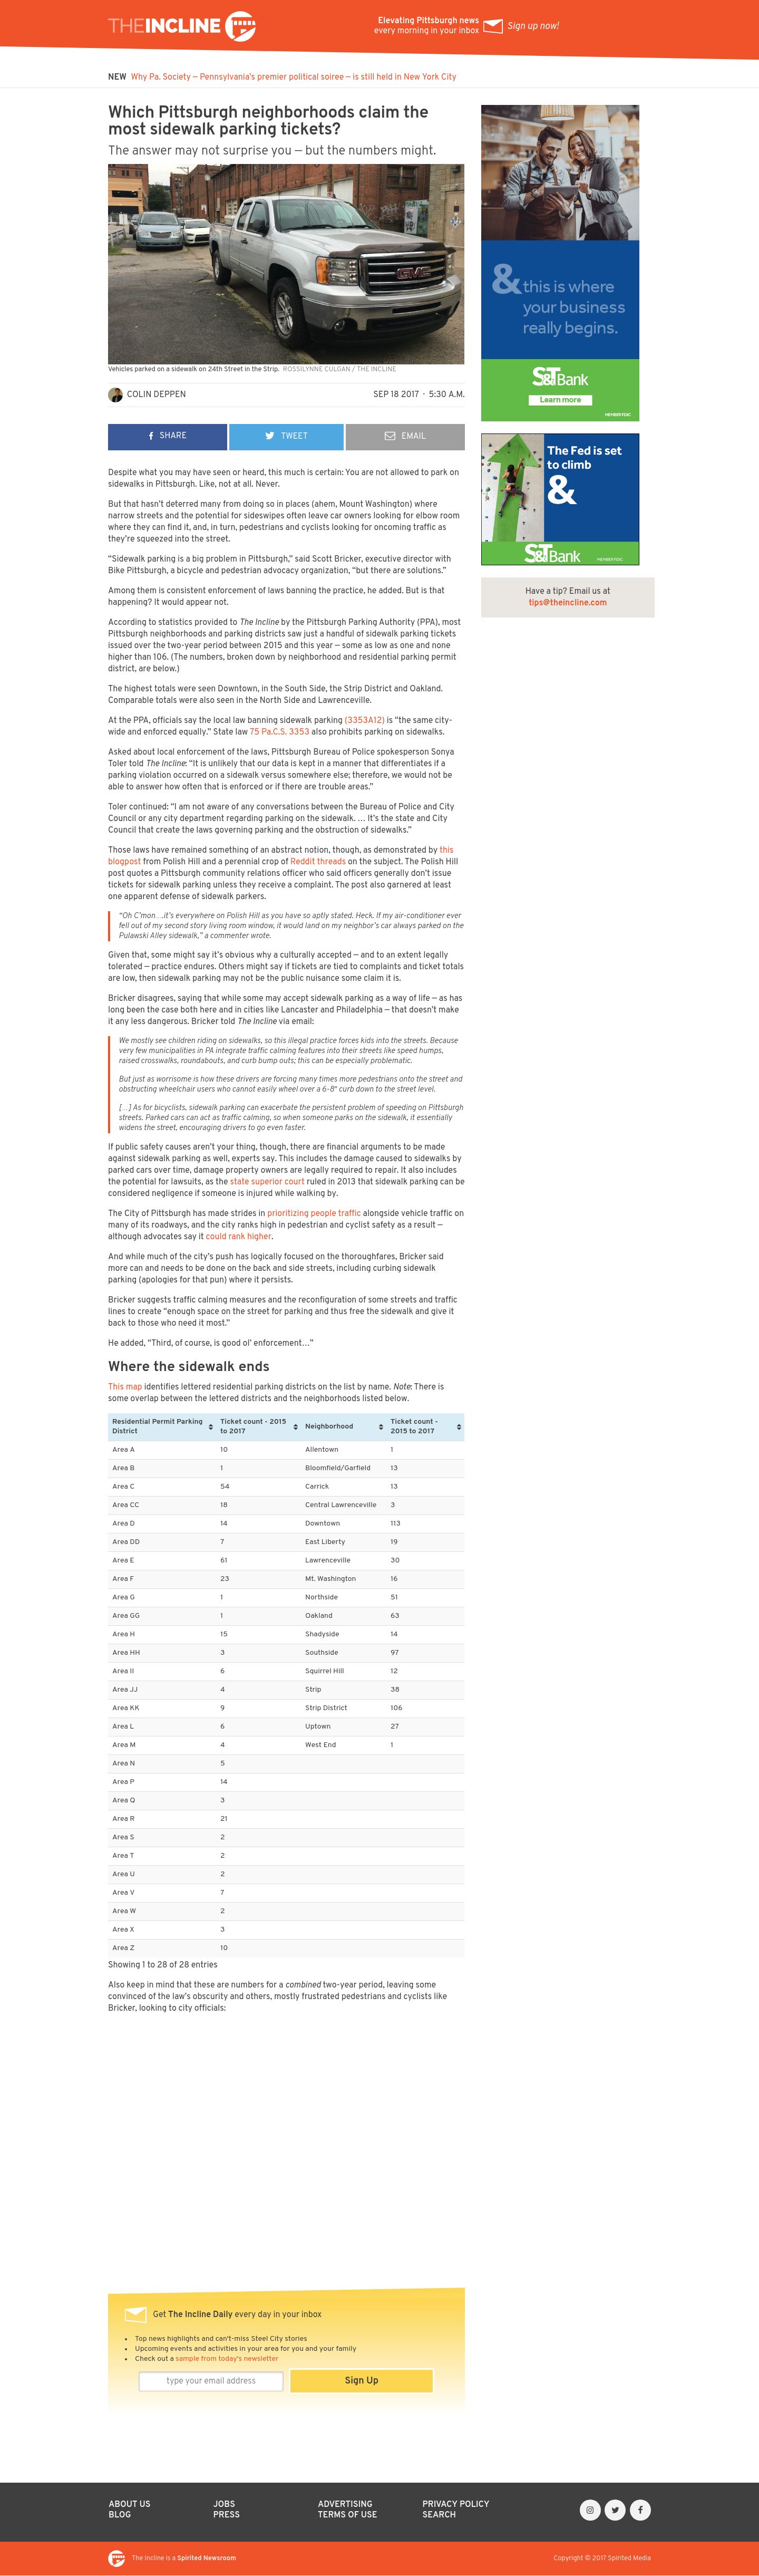 THEINCLINE
Elevating Pittsburgh news
every morning in your inbox
Sign up now!
NEW Why Pa. Society — Pennsylvania's premier political soiree — is still held in New York City
Which Pittsburgh neighborhoods claim the
most sidewalk parking tickets?
The answer may not surprise you — but the numbers might.
GMC
Vehicles parked on a sidewalk on 24th Street in the Strip. ROSSILYNNE CULGAN / THE INCLINE
COLIN DEPPEN
SEP 18 2017 · 5:30 A.M.
SHARE
TWEET
EMAIL
Despite what you may have seen or heard, this much is certain: You are not allowed to park on
sidewalks in Pittsburgh. Like, not at all. Never.
But that hasn't deterred many from doing so in places (ahem, Mount Washington) where
narrow streets and the potential for sideswipes often leave car owners looking for elbow room
where they can find it, and, in turn, pedestrians and cyclists looking for oncoming traffic as
they're squeezed into the street.
“Sidewalk parking is a big problem in Pittsburgh,” said Scott Bricker, executive director with
Bike Pittsburgh, a bicycle and pedestrian advocacy organization, “but there are solutions.”
Among them is consistent enforcement of laws banning the practice, he added. But is that
happening? It would appear not.
According to statistics provided to The Incline by the Pittsburgh Parking Authority (PPA), most
Pittsburgh neighborhoods and parking districts saw just a handful of sidewalk parking tickets
issued over the two-year period between 2015 and this year — some as low as one and none
higher than 106. (The numbers, broken down by neighborhood and residential parking permit
district, are below.)
The highest totals were seen Downtown, in the South Side, the Strip District and Oakland.
Comparable totals were also seen in the North Side and Lawrenceville.
At the PPA, officials say the local law banning sidewalk parking (3353A12) is “the same city-
wide and enforced equally.” State law 75 Pa.C.S. 3353 also prohibits parking on sidewalks.
Asked about local enforcement of the laws, Pittsburgh Bureau of Police spokesperson Sonya
Toler told The Incline: “It is unlikely that our data is kept in a manner that differentiates if a
parking violation occurred on a sidewalk versus somewhere else; therefore, we would not be
able to answer how often that is enforced or if there are trouble areas.”
Toler continued: “I am not aware of any conversations between the Bureau of Police and City
Council or any city department regarding parking on the sidewalk. … It's the state and City
Council that create the laws governing parking and the obstruction of sidewalks.”
Those laws have remained something of an abstract notion, though, as demonstrated by this
blogpost from Polish Hill and a perennial crop of Reddit threads on the subject. The Polish Hill
post quotes a Pittsburgh community relations officer who said officers generally don't issue
tickets for sidewalk parking unless they receive a complaint. The post also garnered at least
one apparent defense of sidewalk parkers.
“Oh C'mon….it's everywhere on Polish Hill as you have so aptly stated. Heck. If my air-conditioner ever
fell out of my second story living room window, it would land on my neighbor's car always parked on the
Pulawski Alley sidewalk,” a commenter wrote.
Given that, some might say it's obvious why a culturally accepted — and to an extent legally
tolerated — practice endures. Others might say if tickets are tied to complaints and ticket totals
are low, then sidewalk parking may not be the public nuisance some claim it is.
Bricker disagrees, saying that while some may accept sidewalk parking as a way of life — as has
long been the case both here and in cities like Lancaster and Philadelphia — that doesn't make
it any less dangerous. Bricker told The Incline via email:
We mostly see children riding on sidewalks, so this illegal practice forces kids into the streets. Because
very few municipalities in PA integrate traffic calming features into their streets like speed humps,
raised crosswalks, roundabouts, and curb bump outs; this can be especially problematic.
But just as worrisome is how these drivers are forcing many times more pedestrians onto the street and
obstructing wheelchair users who cannot easily wheel over a 6-8″ curb down to the street level.
[…] As for bicyclists, sidewalk parking can exacerbate the persistent problem of speeding on Pittsburgh
streets. Parked cars can act as traffic calming, so when someone parks on the sidewalk, it essentially
widens the street, encouraging drivers to go even faster.
If public safety causes aren't your thing, though, there are financial arguments to be made
against sidewalk parking as well, experts say. This includes the damage caused to sidewalks by
parked cars over time, damage property owners are legally required to repair. It also includes
the potential for lawsuits, as the state superior court ruled in 2013 that sidewalk parking can be
considered negligence if someone is injured while walking by.
The City of Pittsburgh has made strides in prioritizing people traffic alongside vehicle traffic on
many of its roadways, and the city ranks high in pedestrian and cyclist safety as a result —
although advocates say it could rank higher.
And while much of the city's push has logically focused on the thoroughfares, Bricker said
more can and needs to be done on the back and side streets, including curbing sidewalk
parking (apologies for that pun) where it persists.
Bricker suggests traffic calming measures and the reconfiguration of some streets and traffic
lines to create “enough space on the street for parking and thus free the sidewalk and give it
back to those who need it most.”
He added, “Third, of course, is good ol' enforcement…”
Where the sidewalk ends
This map identifies lettered residential parking districts on the list by name. Note: There is
some overlap between the lettered districts and the neighborhoods listed below.
Residential Permit Parking District Ticket count - 2015 to 2017 Neighborhood Ticket count - 2015 to 2017
Area A 10 Allentown 1
Area B 1 Bloomfield/Garfield 13
Area C 54 Carrick 13
Area CC 18 Central Lawrenceville 3
Area D 14 Downtown 113
Area DD 7 East Liberty 19
Area E 61 Lawrenceville 30
Area F 23 Mt. Washington 16
Area G 1 Northside 51
Area GG 1 Oakland 63
Area H 15 Shadyside 14
Area HH 3 Southside 97
Area II 6 Squirrel Hill 12
Area JJ 4 Strip 38
Area KK 9 Strip District 106
Area L 6 Uptown 27
Area M 4 West End 1
Area N 5
Area P 14
Area Q 3
Area R 21
Area S 2
Area T 2
Area U 2
Area V 7
Area W 2
Area X 3
Area Z 10
Showing 1 to 28 of 28 entries
Also keep in mind that these are numbers for a combined two-year period, leaving some
convinced of the law's obscurity and others, mostly frustrated pedestrians and cyclists like
Bricker, looking to city officials:
& this is where
your business
really begins.
S&T Bank
Learn more
MEMBER FDIC
The Fed is set
to climb
&
S&T Bank
MEMBER FDIC
Have a tip? Email us at
tips@theincline.com
Get The Incline Daily every day in your inbox
• Top news highlights and can't-miss Steel City stories
• Upcoming events and activities in your area for you and your family
• Check out a sample from today's newsletter
type your email address
Sign Up
ABOUT US JOBS ADVERTISING PRIVACY POLICY
BLOG PRESS TERMS OF USE SEARCH
The Incline is a Spirited Newsroom
Copyright © 2017 Spirited Media